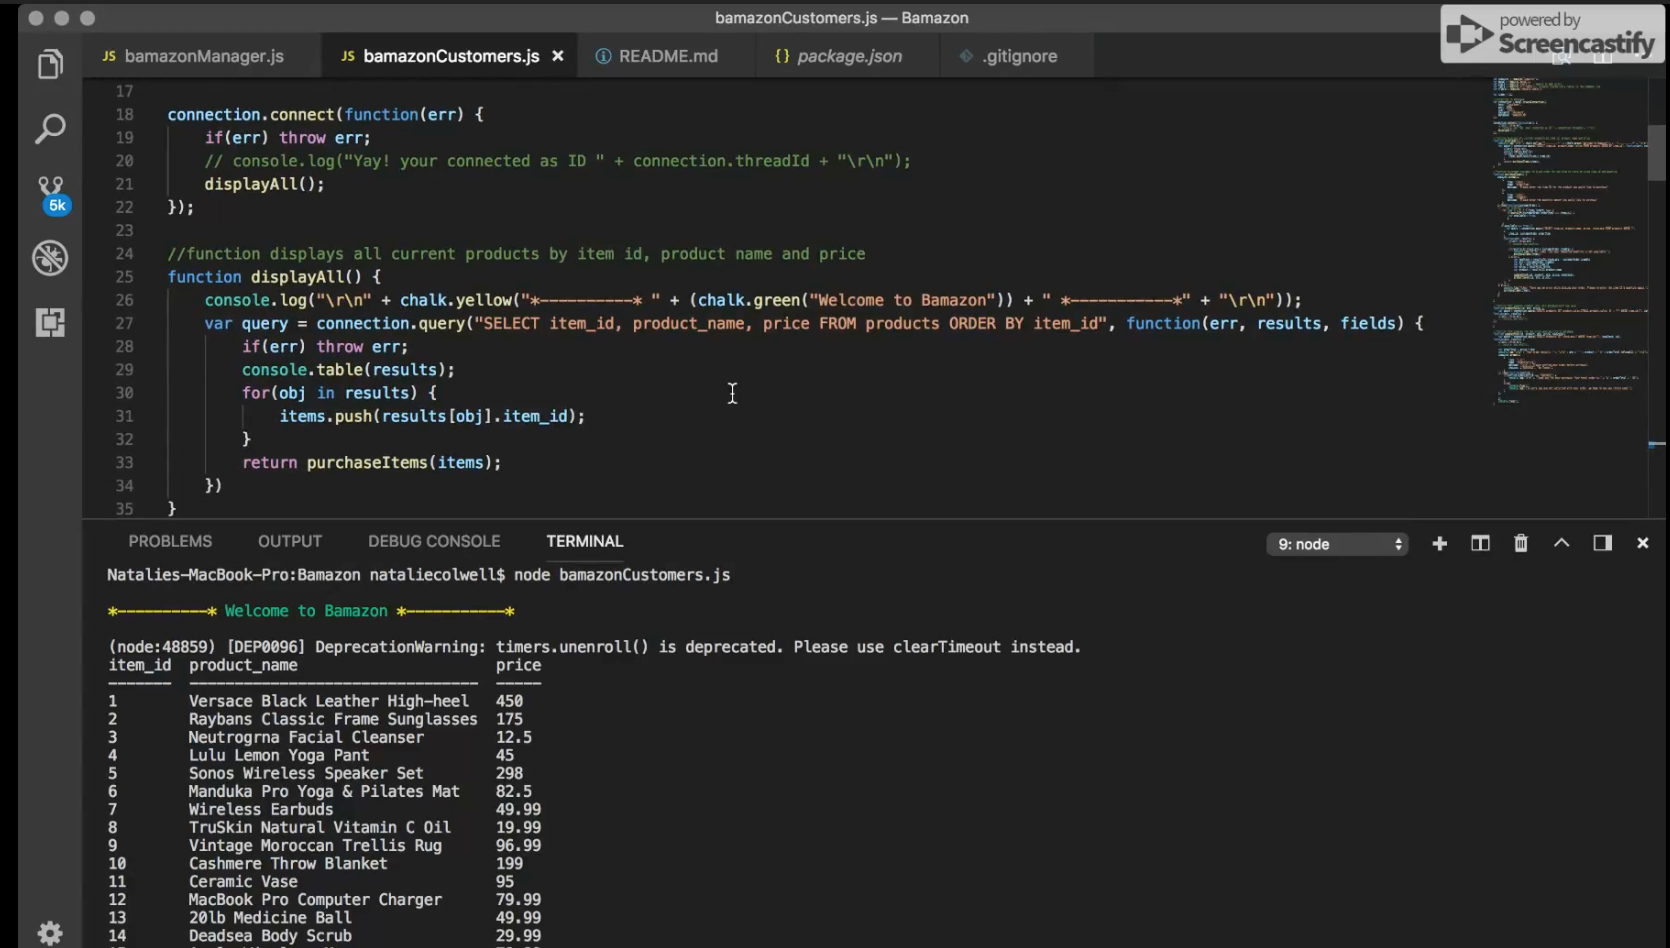 bamazonCustomers.js — Bamazon
powered by
Screencastify
JS bamazonManager.js
JS bamazonCustomers.js ×
README.md
{} package.json
.gitignore
17
18 connection.connect(function(err) {
19 if(err) throw err;
20 // console.log("Yay! your connected as ID " + connection.threadId + "\r\n");
21 displayAll();
22 });
23
24 //function displays all current products by item id, product name and price
25 function displayAll() {
26 console.log("\r\n" + chalk.yellow("*----------* " + (chalk.green("Welcome to Bamazon")) + " *-----------*" + "\r\n"));
27 var query = connection.query("SELECT item_id, product_name, price FROM products ORDER BY item_id", function(err, results, fields) {
28 if(err) throw err;
29 console.table(results);
30 for(obj in results) {
31 items.push(results[obj].item_id);
32 }
33 return purchaseItems(items);
34 })
35 }
5k
PROBLEMS OUTPUT DEBUG CONSOLE TERMINAL 9: node
Natalies-MacBook-Pro:Bamazon nataliecolwell$ node bamazonCustomers.js
*----------* Welcome to Bamazon *-----------*
(node:48859) [DEP0096] DeprecationWarning: timers.unenroll() is deprecated. Please use clearTimeout instead.
item_id product_name price
------- -------------------------------- -----
1 Versace Black Leather High-heel 450
2 Raybans Classic Frame Sunglasses 175
3 Neutrogrna Facial Cleanser 12.5
4 Lulu Lemon Yoga Pant 45
5 Sonos Wireless Speaker Set 298
6 Manduka Pro Yoga & Pilates Mat 82.5
7 Wireless Earbuds 49.99
8 TruSkin Natural Vitamin C Oil 19.99
9 Vintage Moroccan Trellis Rug 96.99
10 Cashmere Throw Blanket 199
11 Ceramic Vase 95
12 MacBook Pro Computer Charger 79.99
13 20lb Medicine Ball 49.99
14 Deadsea Body Scrub 29.99